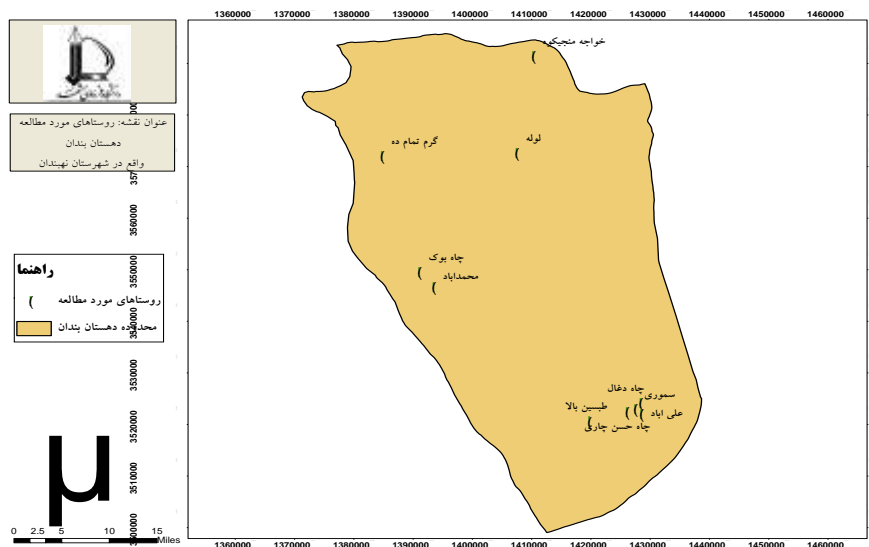 1360000 1370000 1380000 1390000 1400000 1410000 1420000 1430000 1440000 1450000 1460000
عنوان نقشه: روستاهای مورد مطالعه
دهستان بندان
واقع در شهرستان نهبندان
خواجه منجیکوه
لوله
گرم تمام ده
چاه بوک
محمداباد
چاه دغال
سموری
طبسین بالا
علی اباد
چاه حسن چاری
3560000
3550000
3540000
3530000
3520000
3510000
راهنما
روستاهای مورد مطالعه
محدوده دهستان بندان
µ
0 2.5 5 10 15
Miles
1360000 1370000 1380000 1390000 1400000 1410000 1420000 1430000 1440000 1450000 1460000